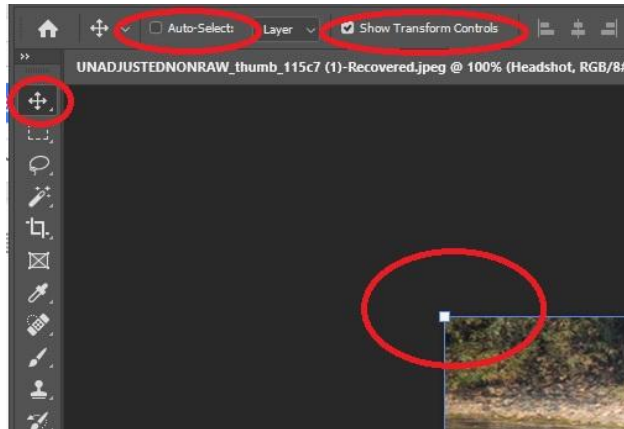 Auto-Select: Layer Show Transform Controls
UNADJUSTEDNONRAW_thumb_115c7 (1)-Recovered.jpeg @ 100% (Headshot, RGB/8#